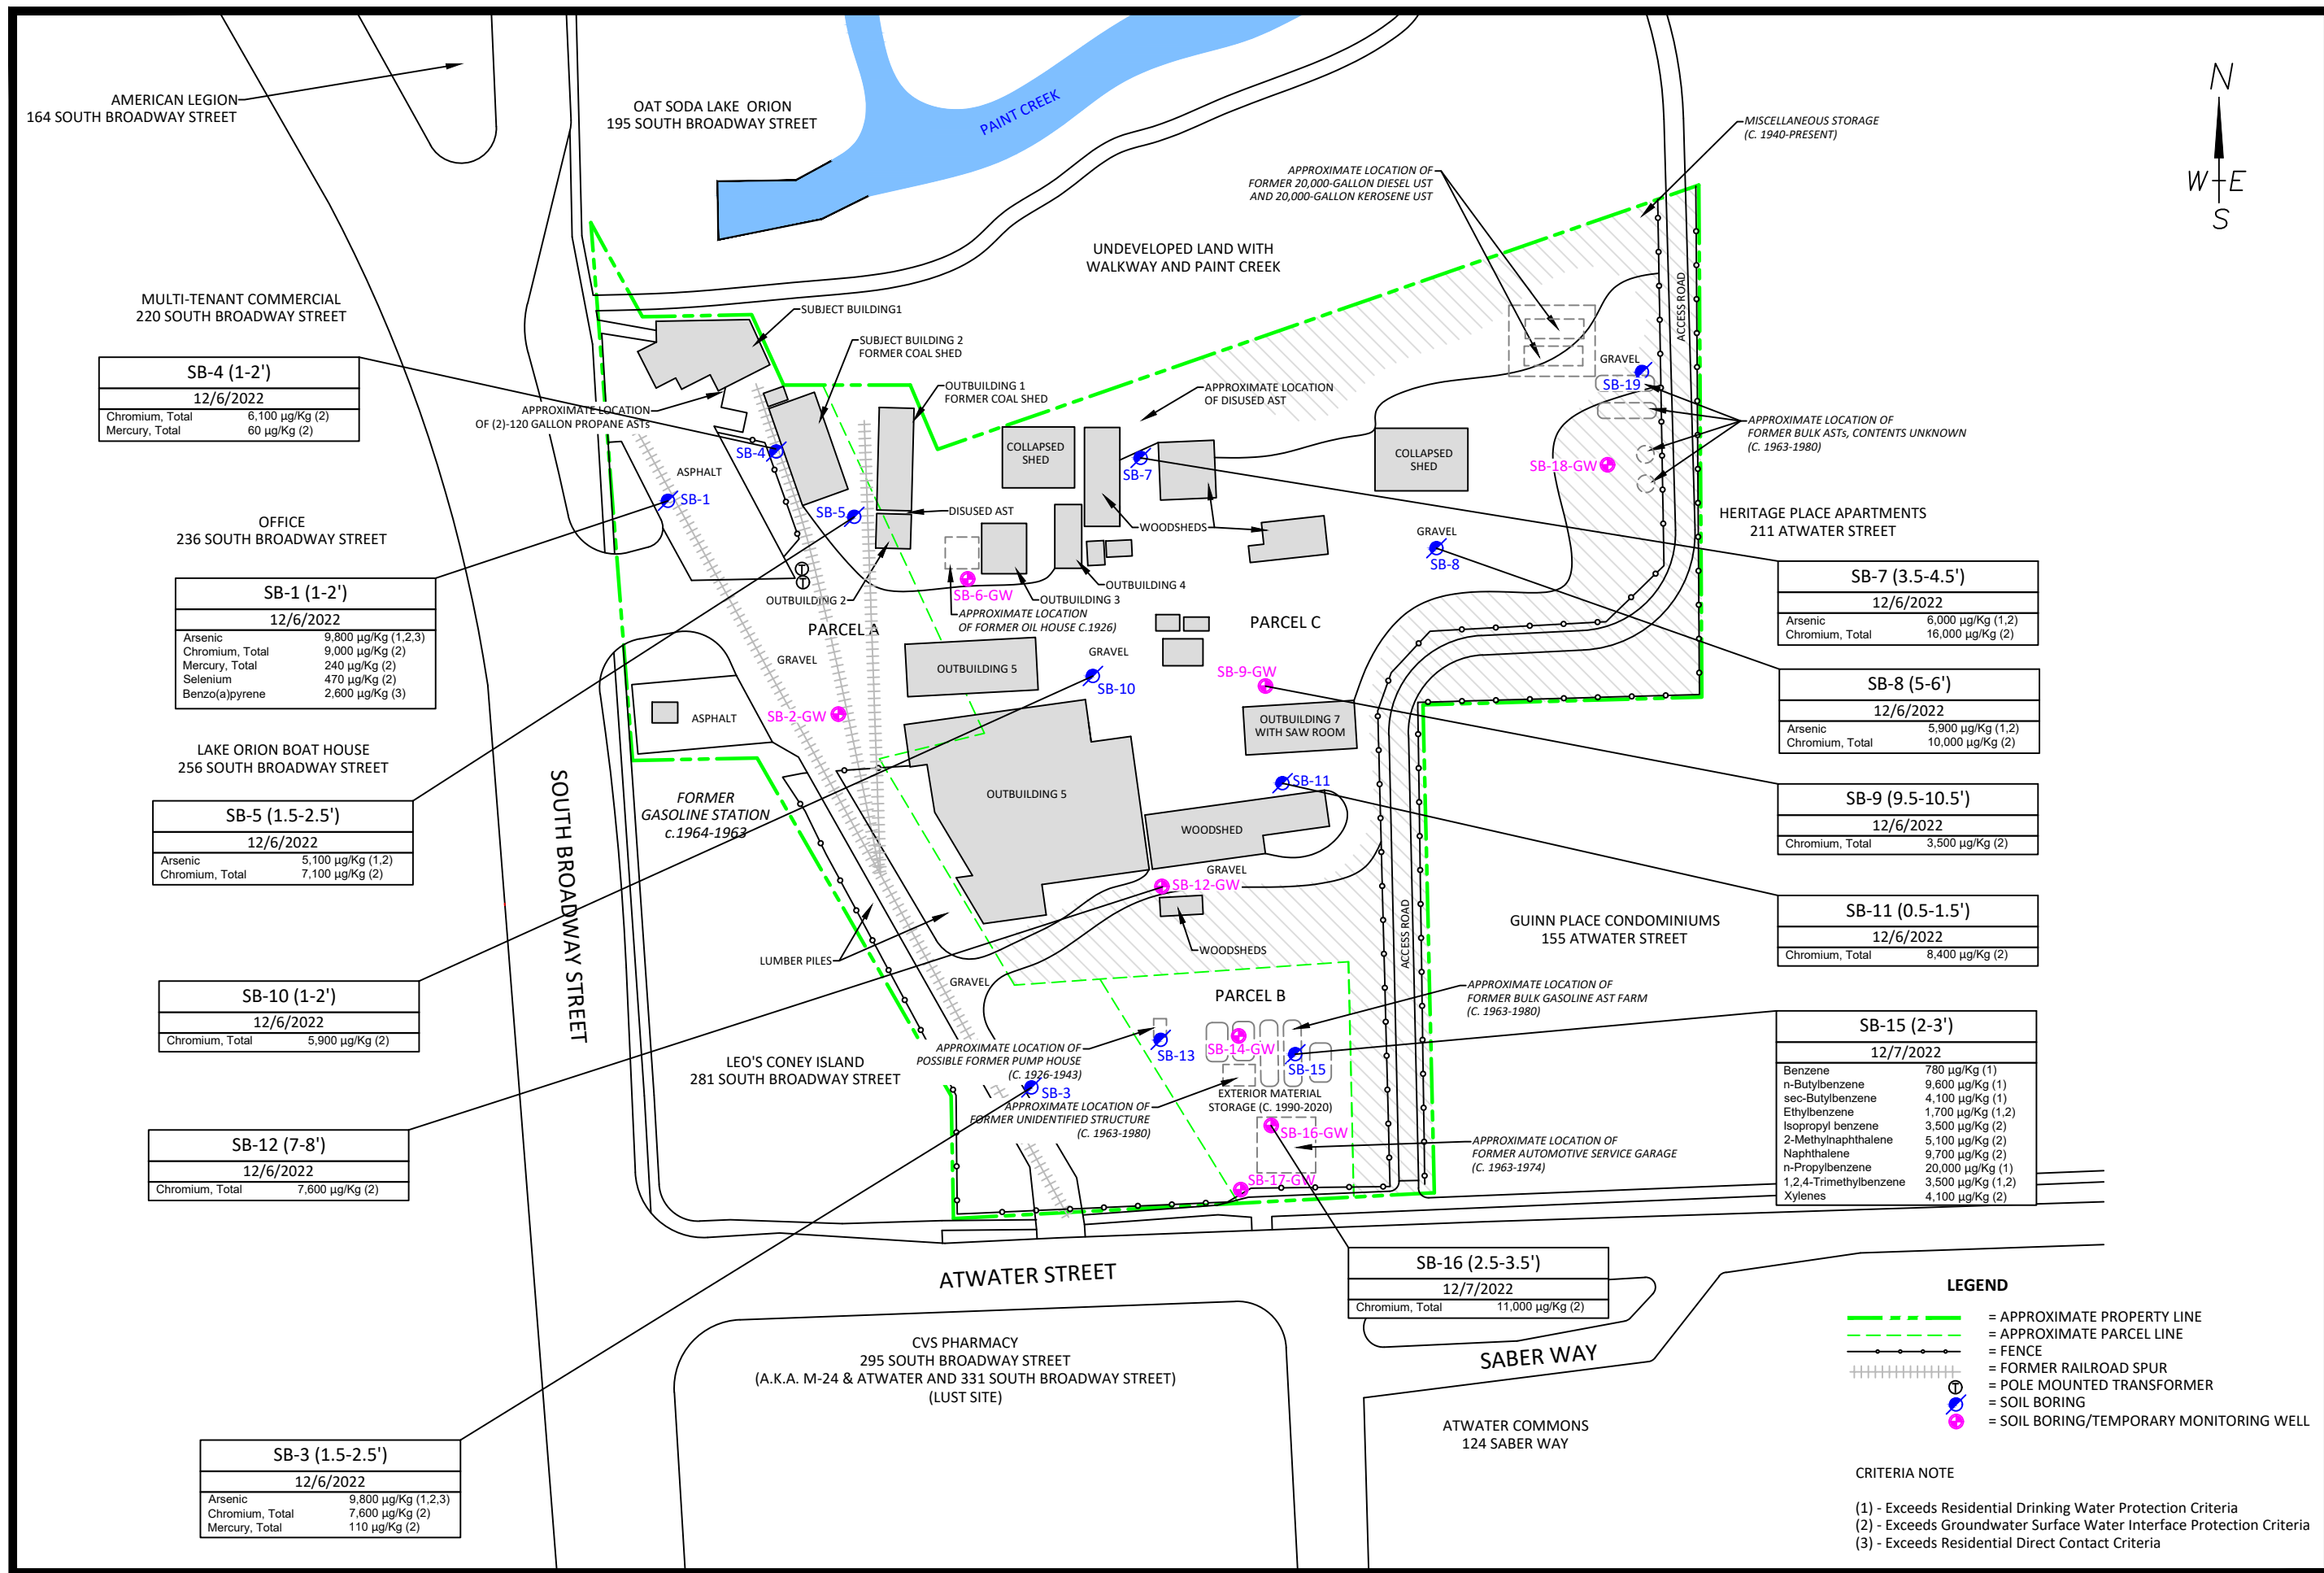 N
W E
S
AMERICAN LEGION
164 SOUTH BROADWAY STREET
OAT SODA LAKE ORION
195 SOUTH BROADWAY STREET
PAINT CREEK
MISCELLANEOUS STORAGE
(C. 1940-PRESENT)
APPROXIMATE LOCATION OF
FORMER 20,000-GALLON DIESEL UST
AND 20,000-GALLON KEROSENE UST
UNDEVELOPED LAND WITH
WALKWAY AND PAINT CREEK
MULTI-TENANT COMMERCIAL
220 SOUTH BROADWAY STREET
SUBJECT BUILDING1
SUBJECT BUILDING 2
FORMER COAL SHED
OUTBUILDING 1
FORMER COAL SHED
APPROXIMATE LOCATION
OF DISUSED AST
ACCESS ROAD
GRAVEL
SB-19
SB-4 (1-2')
12/6/2022
Chromium, Total 6,100 µg/Kg (2)
Mercury, Total 60 µg/Kg (2)
APPROXIMATE LOCATION
OF (2)-120 GALLON PROPANE ASTs
APPROXIMATE LOCATION OF
FORMER BULK ASTs, CONTENTS UNKNOWN
(C. 1963-1980)
SB-4
ASPHALT
SB-1
SB-5
COLLAPSED
SHED
SB-7
COLLAPSED
SHED
SB-18-GW
DISUSED AST
WOODSHEDS
GRAVEL
SB-8
HERITAGE PLACE APARTMENTS
211 ATWATER STREET
OFFICE
236 SOUTH BROADWAY STREET
SB-1 (1-2')
12/6/2022
Arsenic 9,800 µg/Kg (1,2,3)
Chromium, Total 9,000 µg/Kg (2)
Mercury, Total 240 µg/Kg (2)
Selenium 470 µg/Kg (2)
Benzo(a)pyrene 2,600 µg/Kg (3)
T
T
OUTBUILDING 2
SB-6-GW
OUTBUILDING 4
OUTBUILDING 3
APPROXIMATE LOCATION
OF FORMER OIL HOUSE C.1926)
PARCEL A
PARCEL C
GRAVEL
GRAVEL
OUTBUILDING 5
SB-10
SB-9-GW
SB-2-GW
ASPHALT
OUTBUILDING 7
WITH SAW ROOM
SB-7 (3.5-4.5')
12/6/2022
Arsenic 6,000 µg/Kg (1,2)
Chromium, Total 16,000 µg/Kg (2)
SB-8 (5-6')
12/6/2022
Arsenic 5,900 µg/Kg (1,2)
Chromium, Total 10,000 µg/Kg (2)
LAKE ORION BOAT HOUSE
256 SOUTH BROADWAY STREET
SB-5 (1.5-2.5')
12/6/2022
Arsenic 5,100 µg/Kg (1,2)
Chromium, Total 7,100 µg/Kg (2)
SOUTH BROADWAY STREET
FORMER
GASOLINE STATION
c.1964-1963
OUTBUILDING 5
SB-11
WOODSHED
GRAVEL
SB-12-GW
WOODSHEDS
SB-9 (9.5-10.5')
12/6/2022
Chromium, Total 3,500 µg/Kg (2)
SB-11 (0.5-1.5')
12/6/2022
Chromium, Total 8,400 µg/Kg (2)
GUINN PLACE CONDOMINIUMS
155 ATWATER STREET
ACCESS ROAD
LUMBER PILES
GRAVEL
SB-10 (1-2')
12/6/2022
Chromium, Total 5,900 µg/Kg (2)
PARCEL B
APPROXIMATE LOCATION OF
FORMER BULK GASOLINE AST FARM
(C. 1963-1980)
SB-13
SB-14-GW
SB-15
APPROXIMATE LOCATION OF
POSSIBLE FORMER PUMP HOUSE
(C. 1926-1943)
LEO'S CONEY ISLAND
281 SOUTH BROADWAY STREET
SB-3
EXTERIOR MATERIAL
STORAGE (C. 1990-2020)
APPROXIMATE LOCATION OF
FORMER UNIDENTIFIED STRUCTURE
(C. 1963-1980)
SB-16-GW
APPROXIMATE LOCATION OF
FORMER AUTOMOTIVE SERVICE GARAGE
(C. 1963-1974)
SB-17-GW
SB-15 (2-3')
12/7/2022
Benzene 780 µg/Kg (1)
n-Butylbenzene 9,600 µg/Kg (1)
sec-Butylbenzene 4,100 µg/Kg (1)
Ethylbenzene 1,700 µg/Kg (1,2)
Isopropyl benzene 3,500 µg/Kg (2)
2-Methylnaphthalene 5,100 µg/Kg (2)
Naphthalene 9,700 µg/Kg (2)
n-Propylbenzene 20,000 µg/Kg (1)
1,2,4-Trimethylbenzene 3,500 µg/Kg (1,2)
Xylenes 4,100 µg/Kg (2)
SB-12 (7-8')
12/6/2022
Chromium, Total 7,600 µg/Kg (2)
ATWATER STREET
SB-16 (2.5-3.5')
12/7/2022
Chromium, Total 11,000 µg/Kg (2)
CVS PHARMACY
295 SOUTH BROADWAY STREET
(A.K.A. M-24 & ATWATER AND 331 SOUTH BROADWAY STREET)
(LUST SITE)
SABER WAY
ATWATER COMMONS
124 SABER WAY
SB-3 (1.5-2.5')
12/6/2022
Arsenic 9,800 µg/Kg (1,2,3)
Chromium, Total 7,600 µg/Kg (2)
Mercury, Total 110 µg/Kg (2)
LEGEND
= APPROXIMATE PROPERTY LINE
= APPROXIMATE PARCEL LINE
= FENCE
= FORMER RAILROAD SPUR
T = POLE MOUNTED TRANSFORMER
= SOIL BORING
= SOIL BORING/TEMPORARY MONITORING WELL
CRITERIA NOTE
(1) - Exceeds Residential Drinking Water Protection Criteria
(2) - Exceeds Groundwater Surface Water Interface Protection Criteria
(3) - Exceeds Residential Direct Contact Criteria